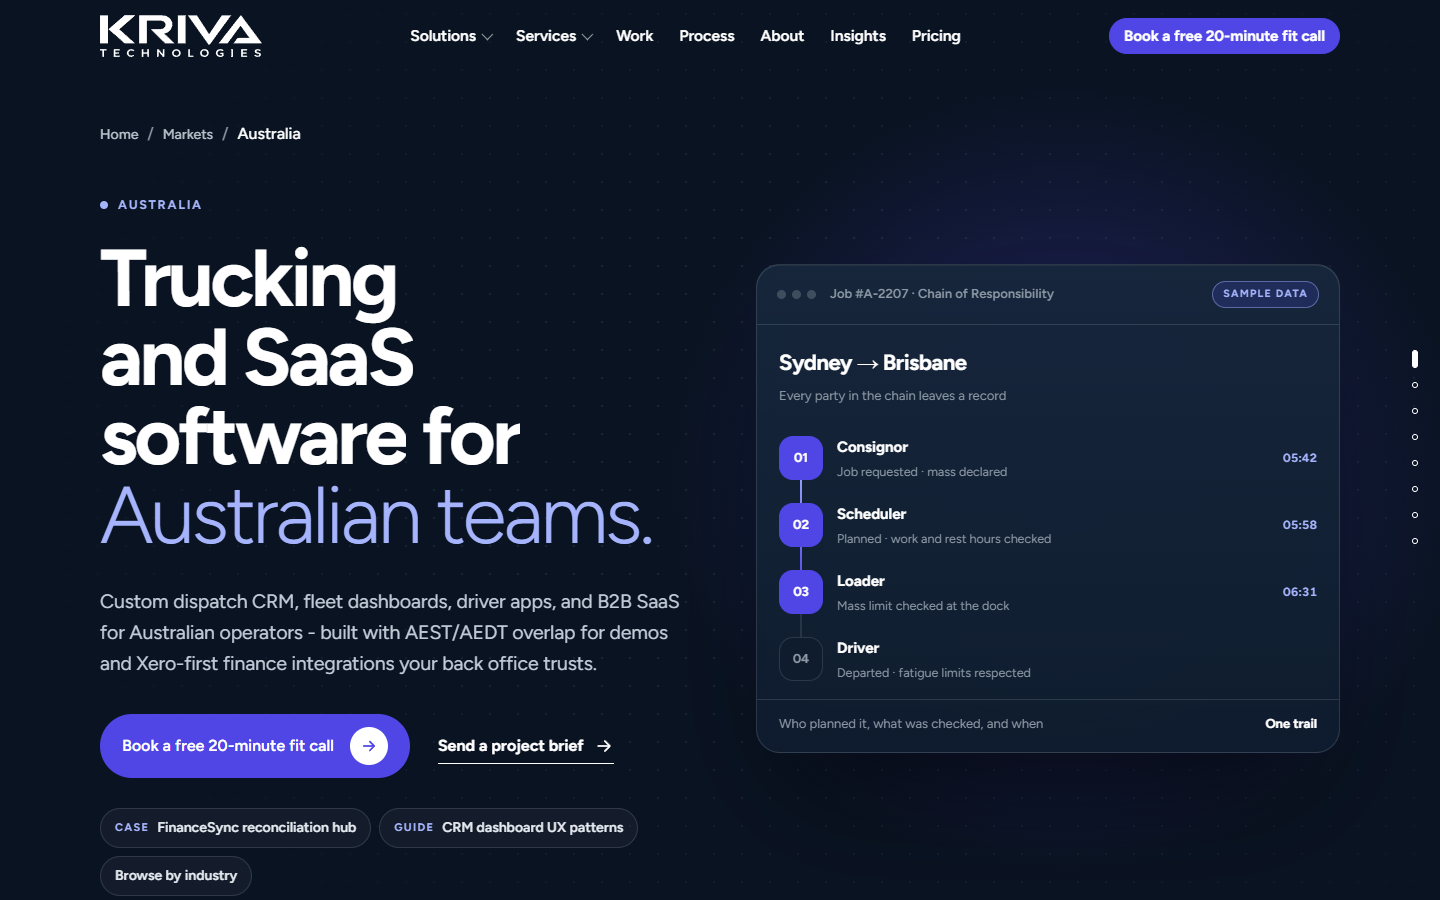 KRIVA
TECHNOLOGIES
Solutions Services Work Process About Insights Pricing
Book a free 20-minute fit call
Home / Markets / Australia
AUSTRALIA
Trucking
and SaaS
software for
Australian teams.
Custom dispatch CRM, fleet dashboards, driver apps, and B2B SaaS
for Australian operators - built with AEST/AEDT overlap for demos
and Xero-first finance integrations your back office trusts.
Book a free 20-minute fit call →
Send a project brief →
CASE FinanceSync reconciliation hub
GUIDE CRM dashboard UX patterns
Browse by industry
Job #A-2207 · Chain of Responsibility
SAMPLE DATA
Sydney → Brisbane
Every party in the chain leaves a record
01 Consignor 05:42
Job requested · mass declared
02 Scheduler 05:58
Planned · work and rest hours checked
03 Loader 06:31
Mass limit checked at the dock
04 Driver
Departed · fatigue limits respected
Who planned it, what was checked, and when One trail